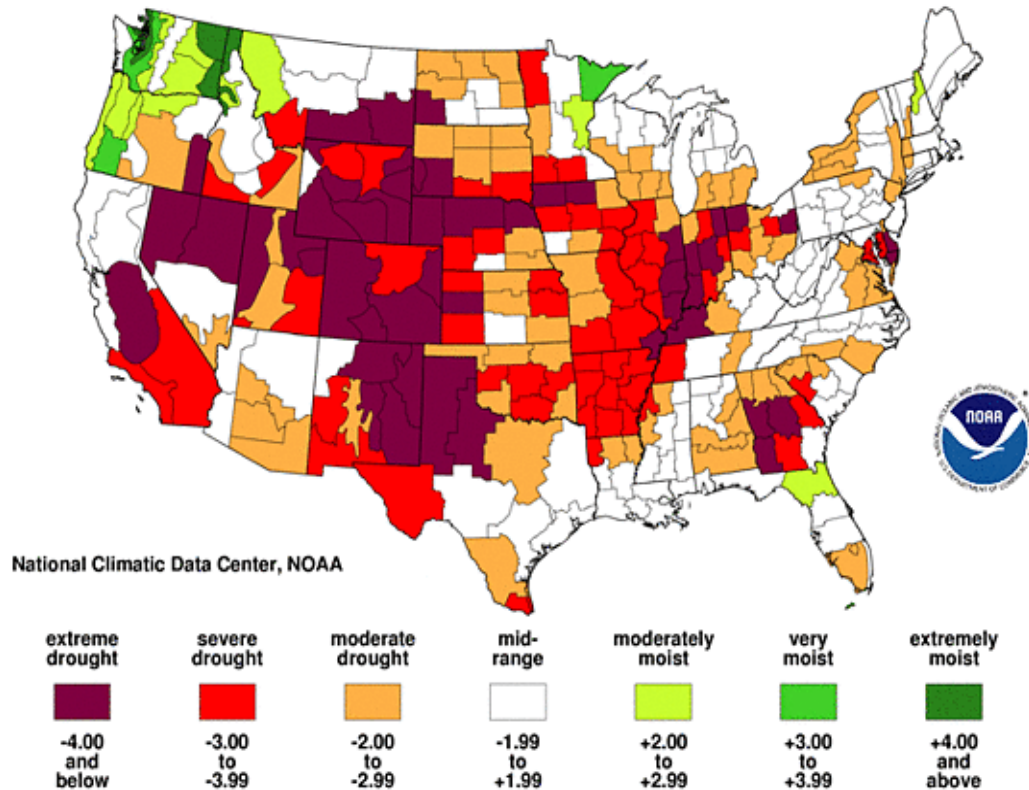 NOAA
National Climatic Data Center, NOAA
extreme drought
severe drought
moderate drought
mid-range
moderately moist
very moist
extremely moist
-4.00 and below
-3.00 to -3.99
-2.00 to -2.99
-1.99 to +1.99
+2.00 to +2.99
+3.00 to +3.99
+4.00 and above